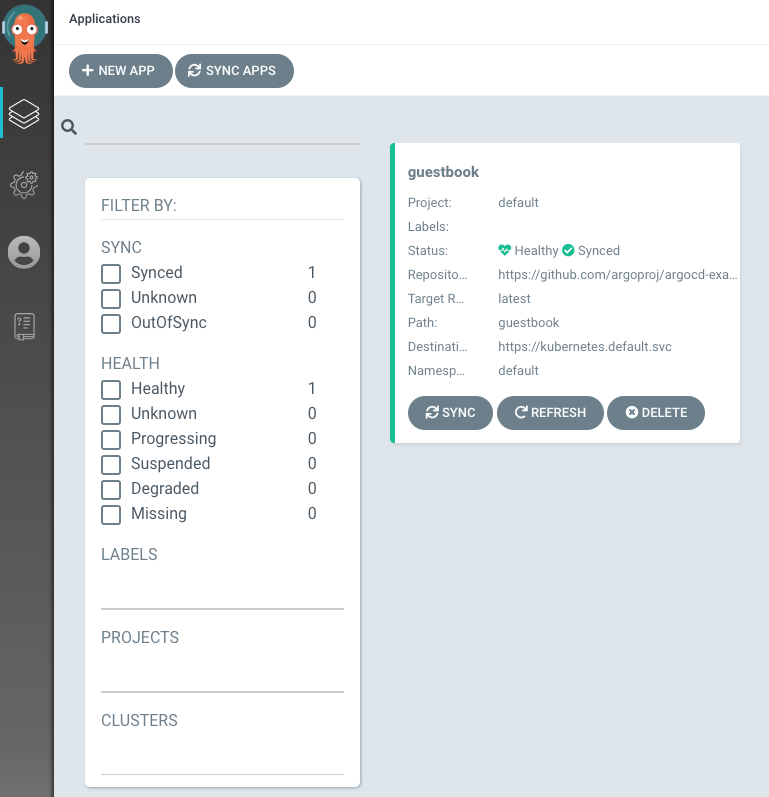 Applications
NEW APP
SYNC APPS
FILTER BY:
SYNC
Synced 1
Unknown 0
OutOfSync 0
HEALTH
Healthy 1
Unknown 0
Progressing 0
Suspended 0
Degraded 0
Missing 0
LABELS
PROJECTS
CLUSTERS
guestbook
Project: default
Labels:
Status: Healthy Synced
Reposito... https://github.com/argoproj/argocd-exa...
Target R... latest
Path: guestbook
Destinati... https://kubernetes.default.svc
Namesp... default
SYNC REFRESH DELETE